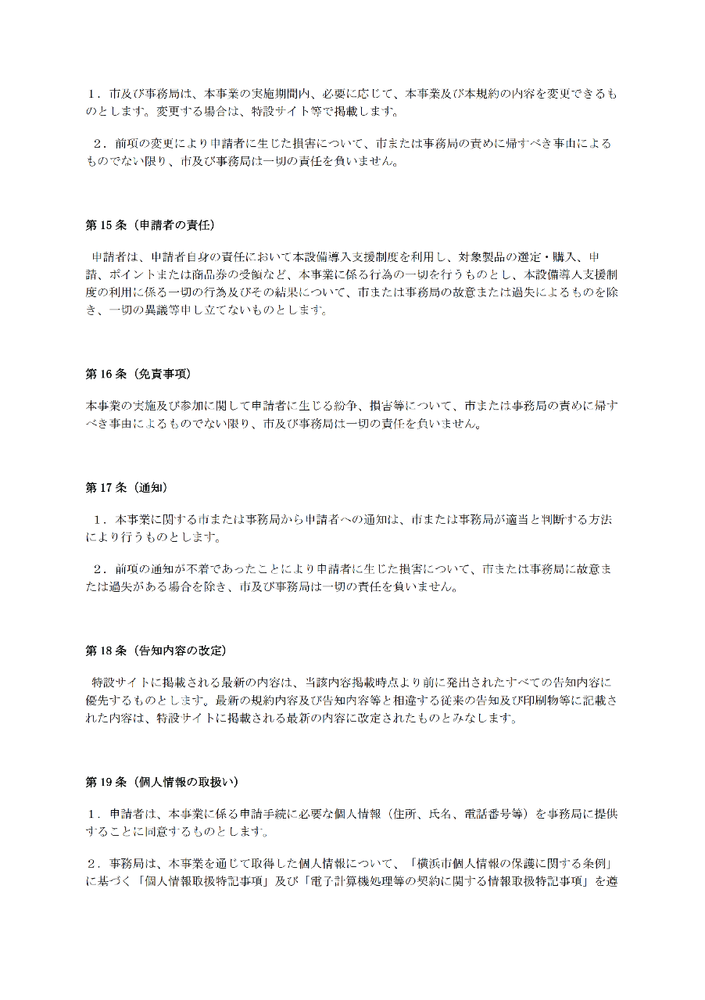 １．市及び事務局は、本事業の実施期間内、必要に応じて、本事業及び本規約の内容を変更できるも
のとします。変更する場合は、特設サイト等で掲載します。
２．前項の変更により申請者に生じた損害について、市または事務局の責めに帰すべき事由による
ものでない限り、市及び事務局は一切の責任を負いません。
第 15 条（申請者の責任）
申請者は、申請者自身の責任において本設備導入支援制度を利用し、対象製品の選定・購入、申
請、ポイントまたは商品券の受領など、本事業に係る行為の一切を行うものとし、本設備導入支援制
度の利用に係る一切の行為及びその結果について、市または事務局の故意または過失によるものを除
き、一切の異議等申し立てないものとします。
第 16 条（免責事項）
本事業の実施及び参加に関して申請者に生じる紛争、損害等について、市または事務局の責めに帰す
べき事由によるものでない限り、市及び事務局は一切の責任を負いません。
第 17 条（通知）
１．本事業に関する市または事務局から申請者への通知は、市または事務局が適当と判断する方法
により行うものとします。
２．前項の通知が不着であったことにより申請者に生じた損害について、市または事務局に故意ま
たは過失がある場合を除き、市及び事務局は一切の責任を負いません。
第 18 条（告知内容の改定）
特設サイトに掲載される最新の内容は、当該内容掲載時点より前に発出されたすべての告知内容に
優先するものとします。最新の規約内容及び告知内容等と相違する従来の告知及び印刷物等に記載さ
れた内容は、特設サイトに掲載される最新の内容に改定されたものとみなします。
第 19 条（個人情報の取扱い）
１．申請者は、本事業に係る申請手続に必要な個人情報（住所、氏名、電話番号等）を事務局に提供
することに同意するものとします。
２．事務局は、本事業を通じて取得した個人情報について、「横浜市個人情報の保護に関する条例」
に基づく「個人情報取扱特記事項」及び「電子計算機処理等の契約に関する情報取扱特記事項」を遵